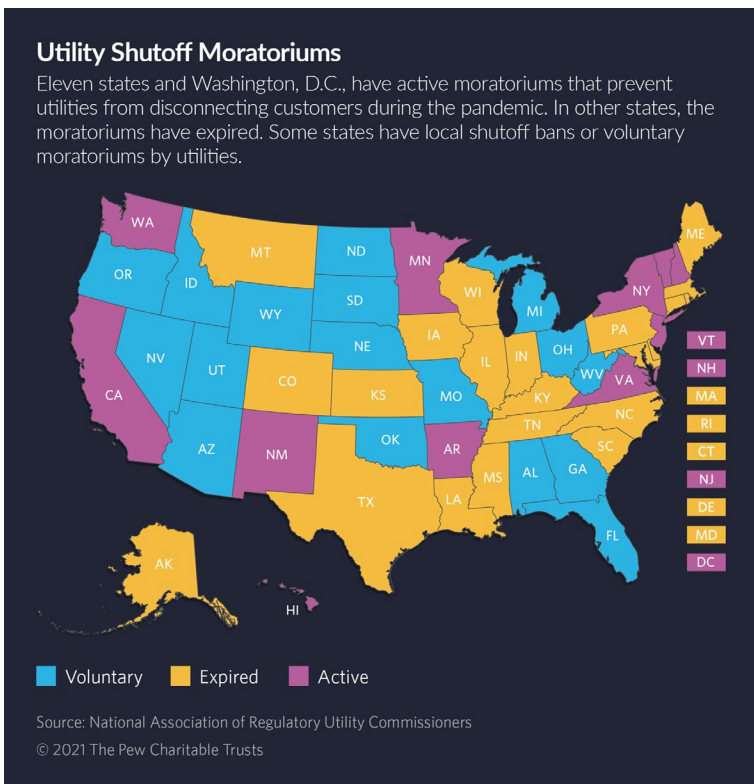 Utility Shutoff Moratoriums
Eleven states and Washington, D.C., have active moratoriums that prevent
utilities from disconnecting customers during the pandemic. In other states, the
moratoriums have expired. Some states have local shutoff bans or voluntary
moratoriums by utilities.
WA
MT
ND
MN
ME
OR
ID
SD
WI
MI
NY
WY
IA
PA
NE
IL
IN
OH
VT
NV
UT
CO
KS
MO
KY
WV
VA
NH
CA
MA
AZ
NM
OK
AR
TN
NC
RI
SC
CT
TX
LA
MS
AL
GA
NJ
FL
DE
MD
AK
HI
DC
Voluntary
Expired
Active
Source: National Association of Regulatory Utility Commissioners
© 2021 The Pew Charitable Trusts